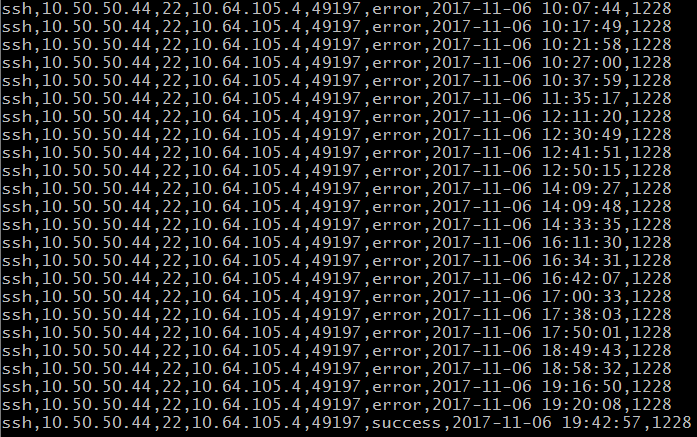 ssh,10.50.50.44,22,10.64.105.4,49197,error,2017-11-06 10:07:44,1228
ssh,10.50.50.44,22,10.64.105.4,49197,error,2017-11-06 10:17:49,1228
ssh,10.50.50.44,22,10.64.105.4,49197,error,2017-11-06 10:21:58,1228
ssh,10.50.50.44,22,10.64.105.4,49197,error,2017-11-06 10:27:00,1228
ssh,10.50.50.44,22,10.64.105.4,49197,error,2017-11-06 10:37:59,1228
ssh,10.50.50.44,22,10.64.105.4,49197,error,2017-11-06 11:35:17,1228
ssh,10.50.50.44,22,10.64.105.4,49197,error,2017-11-06 12:11:20,1228
ssh,10.50.50.44,22,10.64.105.4,49197,error,2017-11-06 12:30:49,1228
ssh,10.50.50.44,22,10.64.105.4,49197,error,2017-11-06 12:41:51,1228
ssh,10.50.50.44,22,10.64.105.4,49197,error,2017-11-06 12:50:15,1228
ssh,10.50.50.44,22,10.64.105.4,49197,error,2017-11-06 14:09:27,1228
ssh,10.50.50.44,22,10.64.105.4,49197,error,2017-11-06 14:09:48,1228
ssh,10.50.50.44,22,10.64.105.4,49197,error,2017-11-06 14:33:35,1228
ssh,10.50.50.44,22,10.64.105.4,49197,error,2017-11-06 16:11:30,1228
ssh,10.50.50.44,22,10.64.105.4,49197,error,2017-11-06 16:34:31,1228
ssh,10.50.50.44,22,10.64.105.4,49197,error,2017-11-06 16:42:07,1228
ssh,10.50.50.44,22,10.64.105.4,49197,error,2017-11-06 17:00:33,1228
ssh,10.50.50.44,22,10.64.105.4,49197,error,2017-11-06 17:38:03,1228
ssh,10.50.50.44,22,10.64.105.4,49197,error,2017-11-06 17:50:01,1228
ssh,10.50.50.44,22,10.64.105.4,49197,error,2017-11-06 18:49:43,1228
ssh,10.50.50.44,22,10.64.105.4,49197,error,2017-11-06 18:58:32,1228
ssh,10.50.50.44,22,10.64.105.4,49197,error,2017-11-06 19:16:50,1228
ssh,10.50.50.44,22,10.64.105.4,49197,error,2017-11-06 19:20:08,1228
ssh,10.50.50.44,22,10.64.105.4,49197,success,2017-11-06 19:42:57,1228